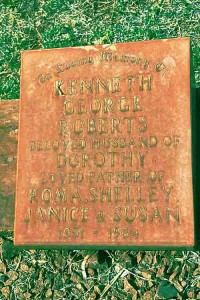 In Loving Memory of
KENNETH
GEORGE
ROBERTS
BELOVED HUSBAND OF
DOROTHY
LOVED FATHER OF
ROMA, SHELLEY,
JANICE & SUSAN
1931 - 1984